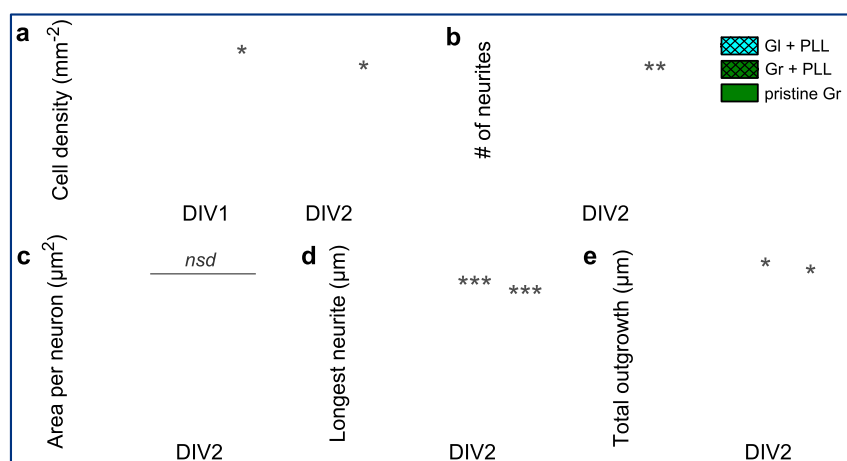 a
Cell density (mm-2)
*
*
DIV1
DIV2
b
# of neurites
**
DIV2
Gl + PLL
Gr + PLL
pristine Gr
c
Area per neuron (µm2)
nsd
DIV2
d
Longest neurite (µm)
***
***
DIV2
e
Total outgrowth (µm)
*
*
DIV2